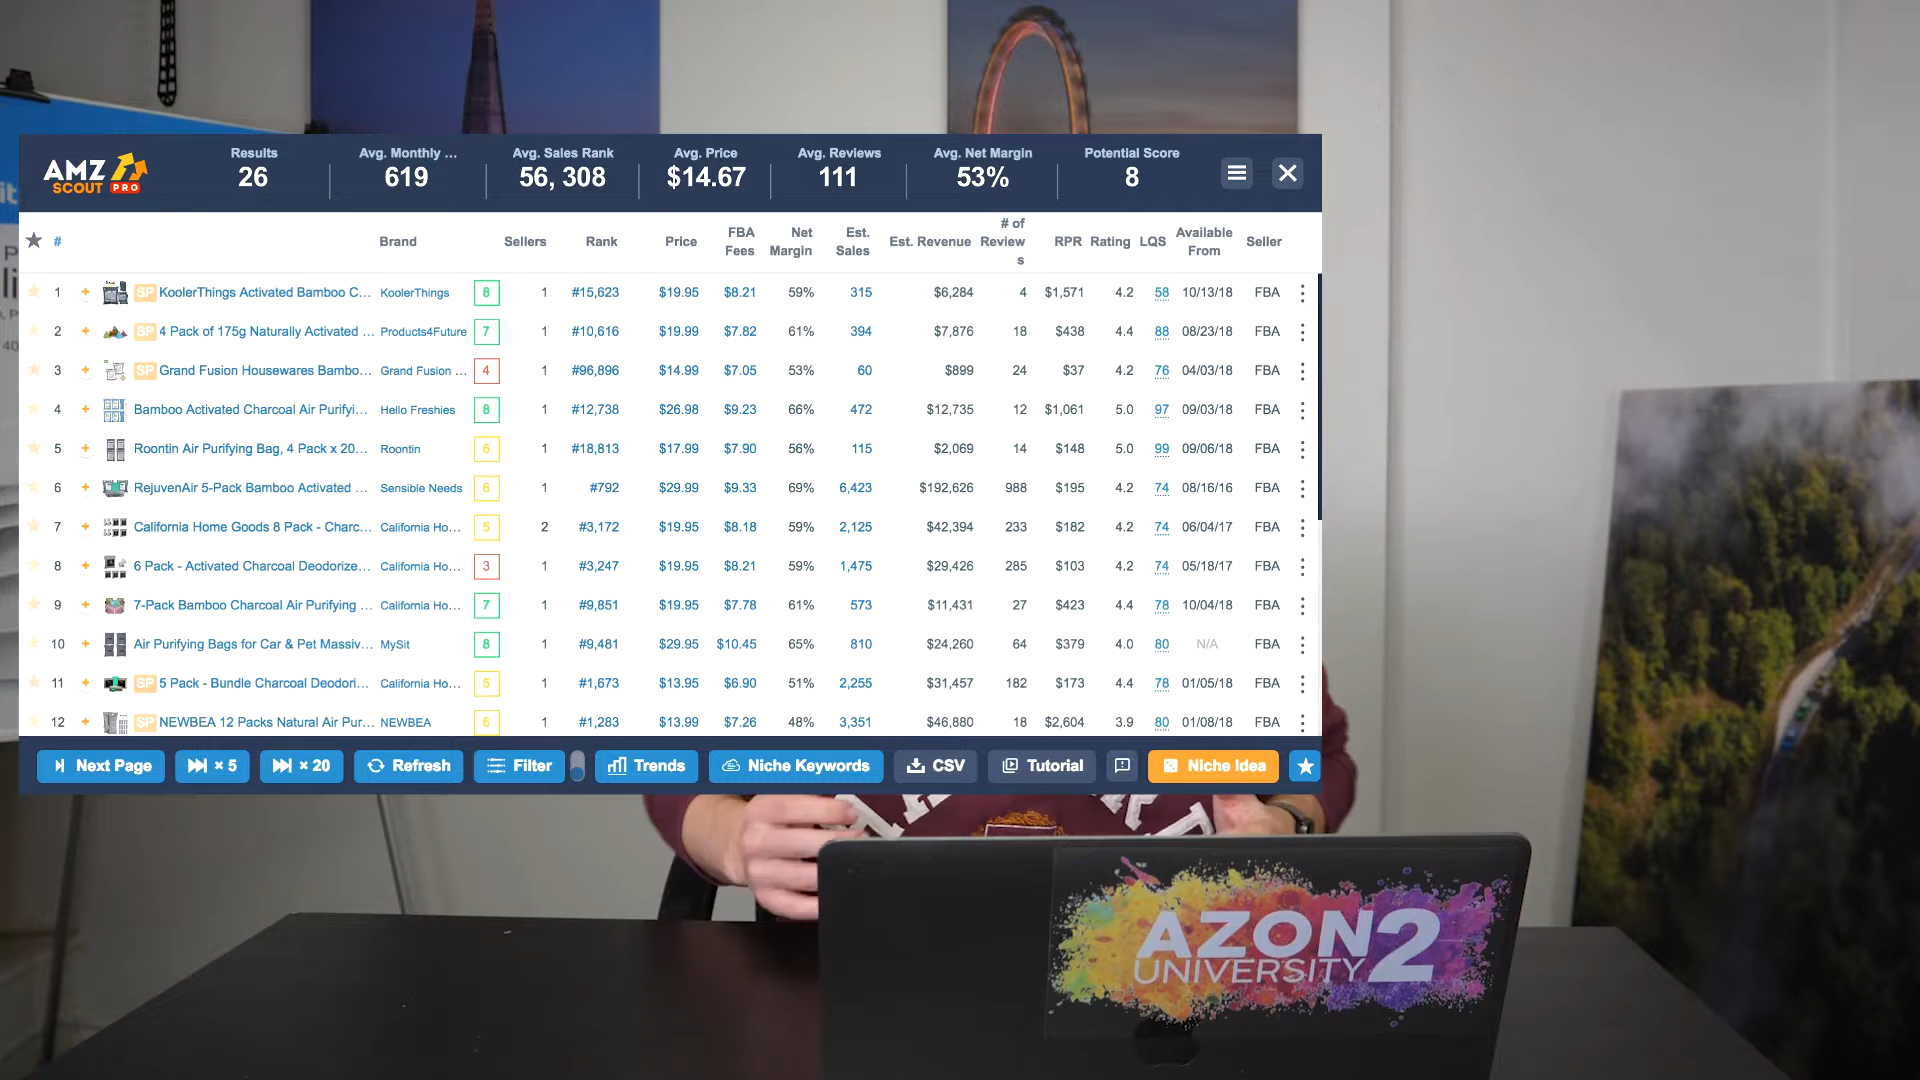 AMZ
SCOUT PRO
Results
26
Avg. Monthly ...
619
Avg. Sales Rank
56, 308
Avg. Price
$14.67
Avg. Reviews
111
Avg. Net Margin
53%
Potential Score
8
# Brand Sellers Rank Price FBA Fees Net Margin Est. Sales Est. Revenue # of Reviews RPR Rating LQS Available From Seller
1 + SP KoolerThings Activated Bamboo C... KoolerThings 8 1 #15,623 $19.95 $8.21 59% 315 $6,284 4 $1,571 4.2 58 10/13/18 FBA
2 + SP 4 Pack of 175g Naturally Activated ... Products4Future 7 1 #10,616 $19.99 $7.82 61% 394 $7,876 18 $438 4.4 88 08/23/18 FBA
3 + SP Grand Fusion Housewares Bambo... Grand Fusion ... 4 1 #96,896 $14.99 $7.05 53% 60 $899 24 $37 4.2 76 04/03/18 FBA
4 + Bamboo Activated Charcoal Air Purifyi... Hello Freshies 8 1 #12,738 $26.98 $9.23 66% 472 $12,735 12 $1,061 5.0 97 09/03/18 FBA
5 + Roontin Air Purifying Bag, 4 Pack x 20... Roontin 6 1 #18,813 $17.99 $7.90 56% 115 $2,069 14 $148 5.0 99 09/06/18 FBA
6 + RejuvenAir 5-Pack Bamboo Activated ... Sensible Needs 6 1 #792 $29.99 $9.33 69% 6,423 $192,626 988 $195 4.2 74 08/16/16 FBA
7 + California Home Goods 8 Pack - Charc... California Ho... 5 2 #3,172 $19.95 $8.18 59% 2,125 $42,394 233 $182 4.2 74 06/04/17 FBA
8 + 6 Pack - Activated Charcoal Deodorize... California Ho... 3 1 #3,247 $19.95 $8.21 59% 1,475 $29,426 285 $103 4.2 74 05/18/17 FBA
9 + 7-Pack Bamboo Charcoal Air Purifying ... California Ho... 7 1 #9,851 $19.95 $7.78 61% 573 $11,431 27 $423 4.4 78 10/04/18 FBA
10 + Air Purifying Bags for Car & Pet Massiv... MySit 8 1 #9,481 $29.95 $10.45 65% 810 $24,260 64 $379 4.0 80 N/A FBA
11 + SP 5 Pack - Bundle Charcoal Deodori... California Ho... 5 1 #1,673 $13.95 $6.90 51% 2,255 $31,457 182 $173 4.4 78 01/05/18 FBA
12 + SP NEWBEA 12 Packs Natural Air Pur... NEWBEA 6 1 #1,283 $13.99 $7.26 48% 3,351 $46,880 18 $2,604 3.9 80 01/08/18 FBA
Next Page × 5 × 20 Refresh Filter Trends Niche Keywords CSV Tutorial Niche Idea
AZON2
UNIVERSITY